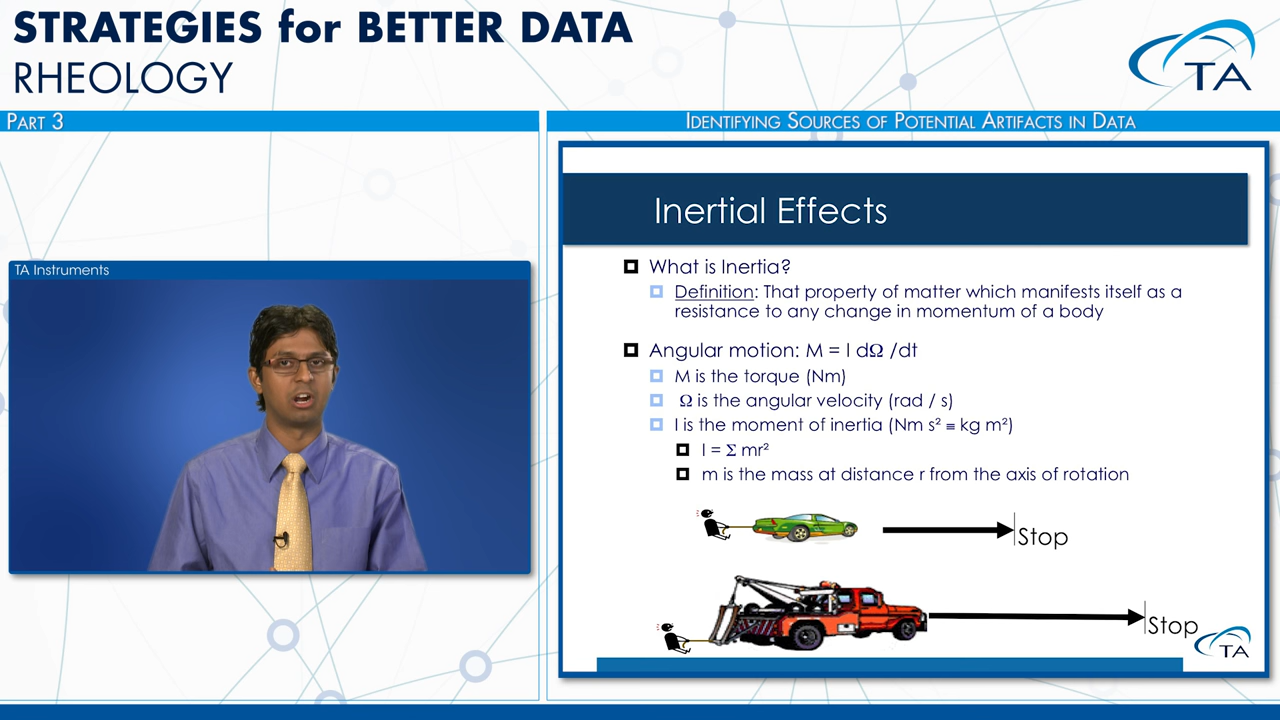 STRATEGIES for BETTER DATA
RHEOLOGY
TA
PART 3
IDENTIFYING SOURCES OF POTENTIAL ARTIFACTS IN DATA
TA Instruments
Inertial Effects
What is Inertia?
Definition: That property of matter which manifests itself as a
resistance to any change in momentum of a body
Angular motion: M = I dΩ /dt
M is the torque (Nm)
Ω is the angular velocity (rad / s)
I is the moment of inertia (Nm s² ≡ kg m²)
I = Σ mr²
m is the mass at distance r from the axis of rotation
Stop
Stop
TA